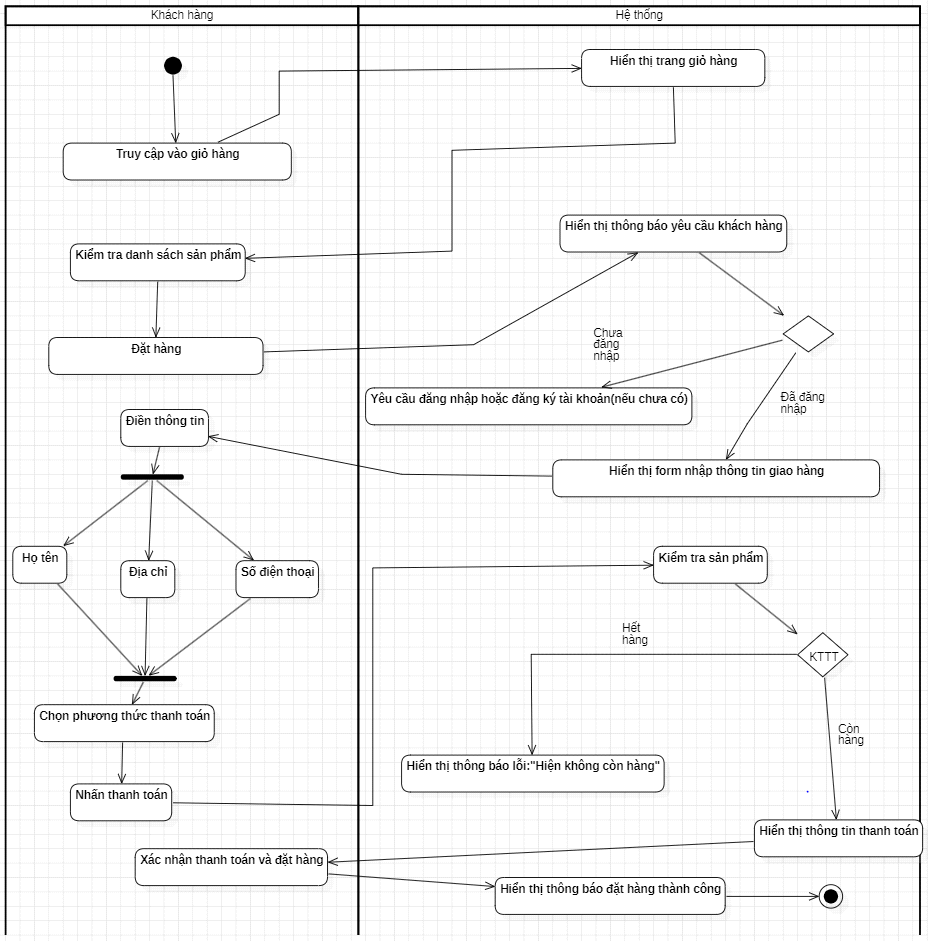 Khách hàng
Hệ thống
Hiển thị trang giỏ hàng
Truy cập vào giỏ hàng
Hiển thị thông báo yêu cầu khách hàng
Kiểm tra danh sách sản phẩm
Đặt hàng
Chưa
đăng
nhập
Yêu cầu đăng nhập hoặc đăng ký tài khoản(nếu chưa có)
Đã đăng
nhập
Điền thông tin
Hiển thị form nhập thông tin giao hàng
Họ tên
Địa chỉ
Số điện thoại
Kiểm tra sản phẩm
Hết
hàng
KTTT
Chọn phương thức thanh toán
Còn
hàng
Hiển thị thông báo lỗi:"Hiện không còn hàng"
Nhấn thanh toán
Hiển thị thông tin thanh toán
Xác nhận thanh toán và đặt hàng
Hiển thị thông báo đặt hàng thành công